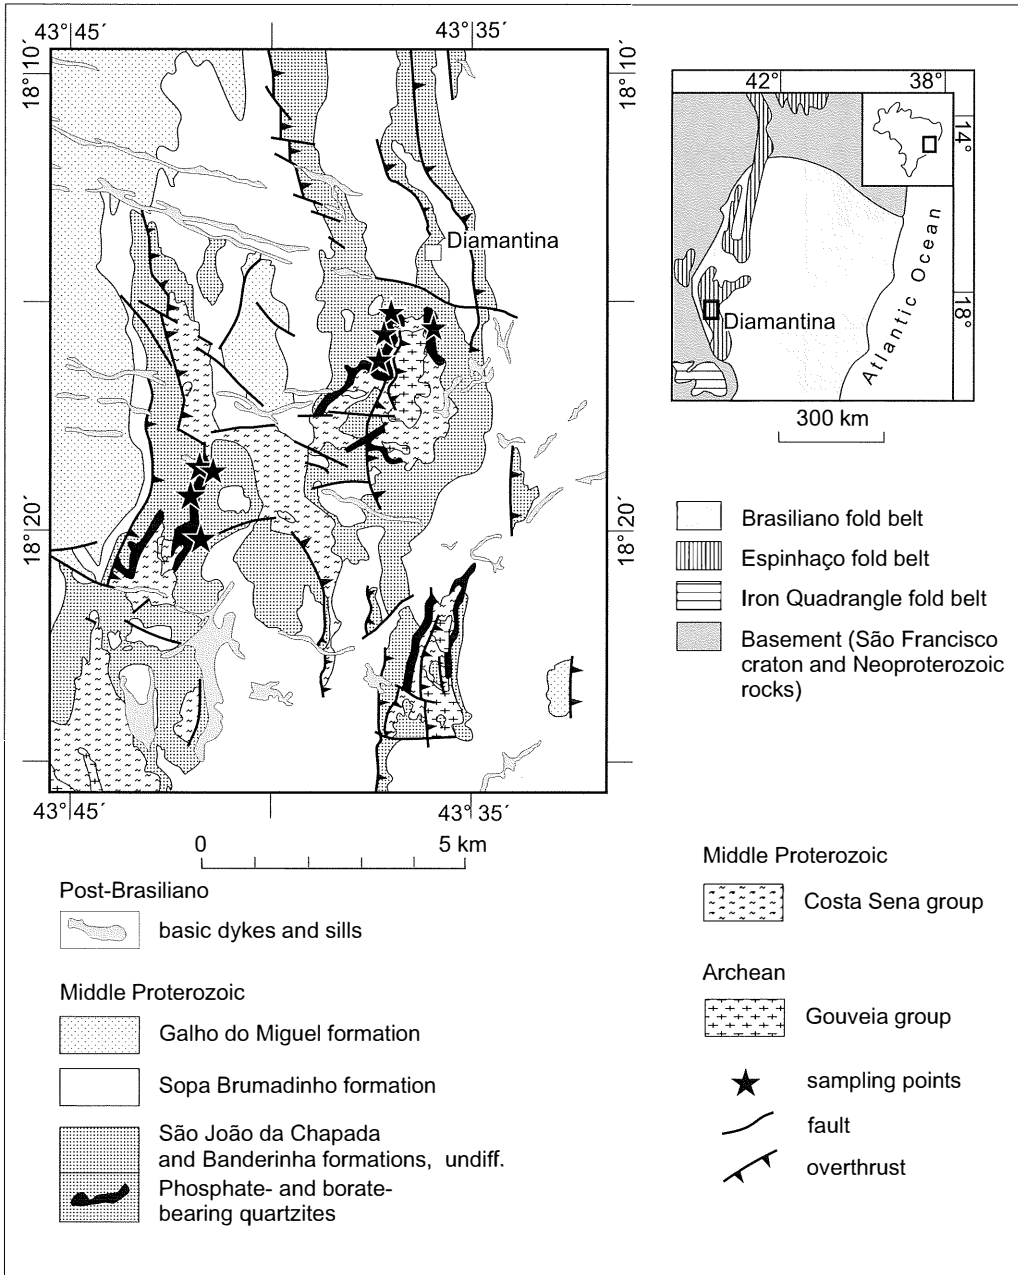 43° 45´
43° 35´
18° 10´
18° 10´
Diamantina
18° 20´
18° 20´
43° 45´
43° 35´
0
5 km
42°
38°
14°
18°
Diamantina
Atlantic Ocean
300 km
Brasiliano fold belt
Espinhaço fold belt
Iron Quadrangle fold belt
Basement (São Francisco
craton and Neoproterozoic
rocks)
Post-Brasiliano
basic dykes and sills
Middle Proterozoic
Galho do Miguel formation
Sopa Brumadinho formation
São João da Chapada
and Banderinha formations, undiff.
Phosphate- and borate-
bearing quartzites
Middle Proterozoic
Costa Sena group
Archean
Gouveia group
sampling points
fault
overthrust